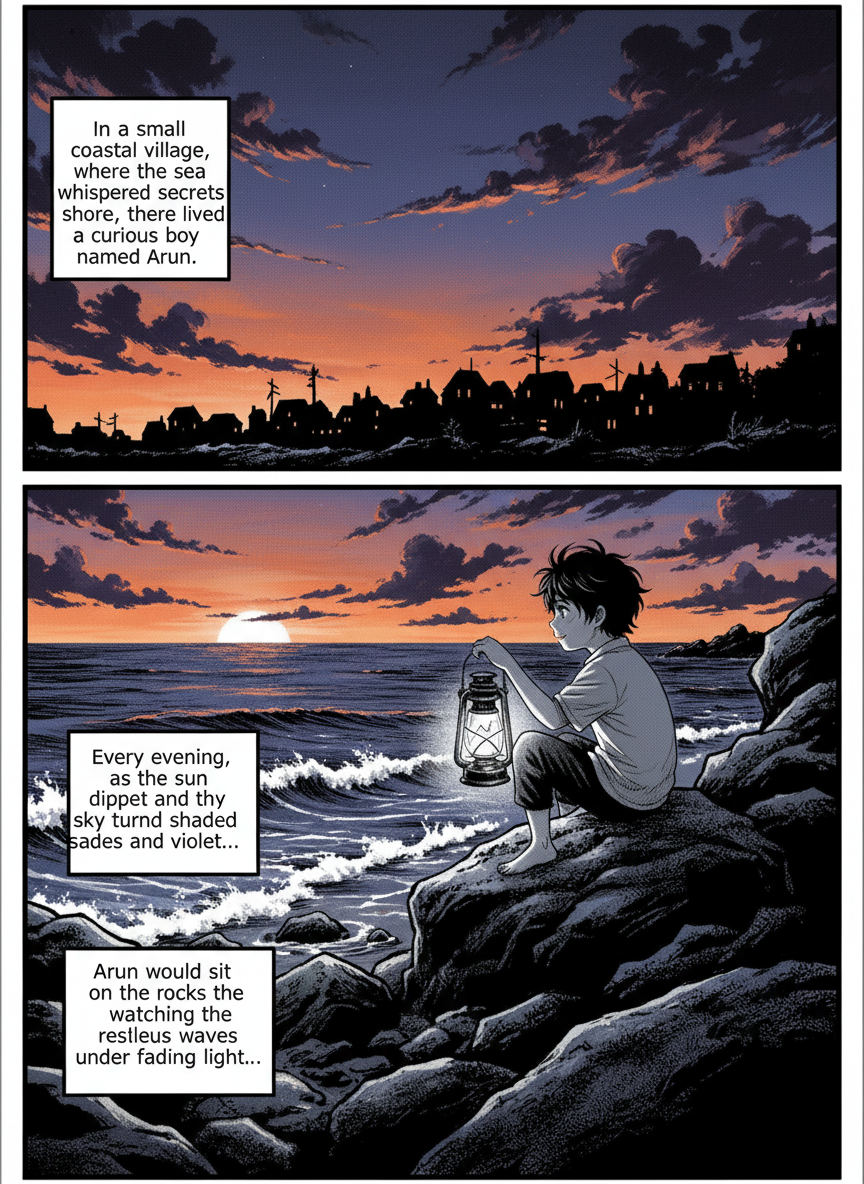 In a small
coastal village,
where the sea
whispered secrets
shore, there lived
a curious boy
named Arun.
Every evening,
as the sun
dippet and thy
sky turnd shaded
sades and violet...
Arun would sit
on the rocks the
watching the
restleus waves
under fading light...